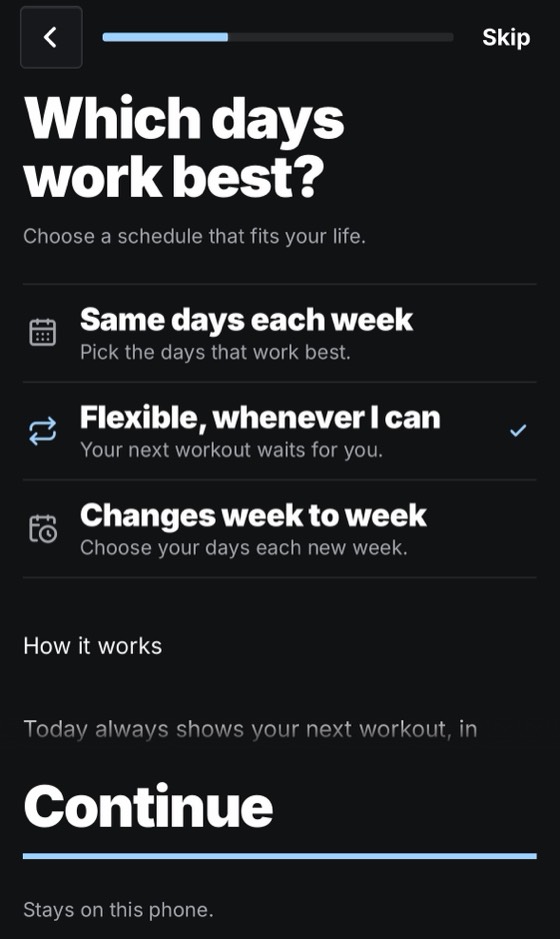 Skip
Which days
work best?
Choose a schedule that fits your life.
Same days each week
Pick the days that work best.
Flexible, whenever I can
Your next workout waits for you.
Changes week to week
Choose your days each new week.
How it works
Today always shows your next workout, in
Continue
Stays on this phone.